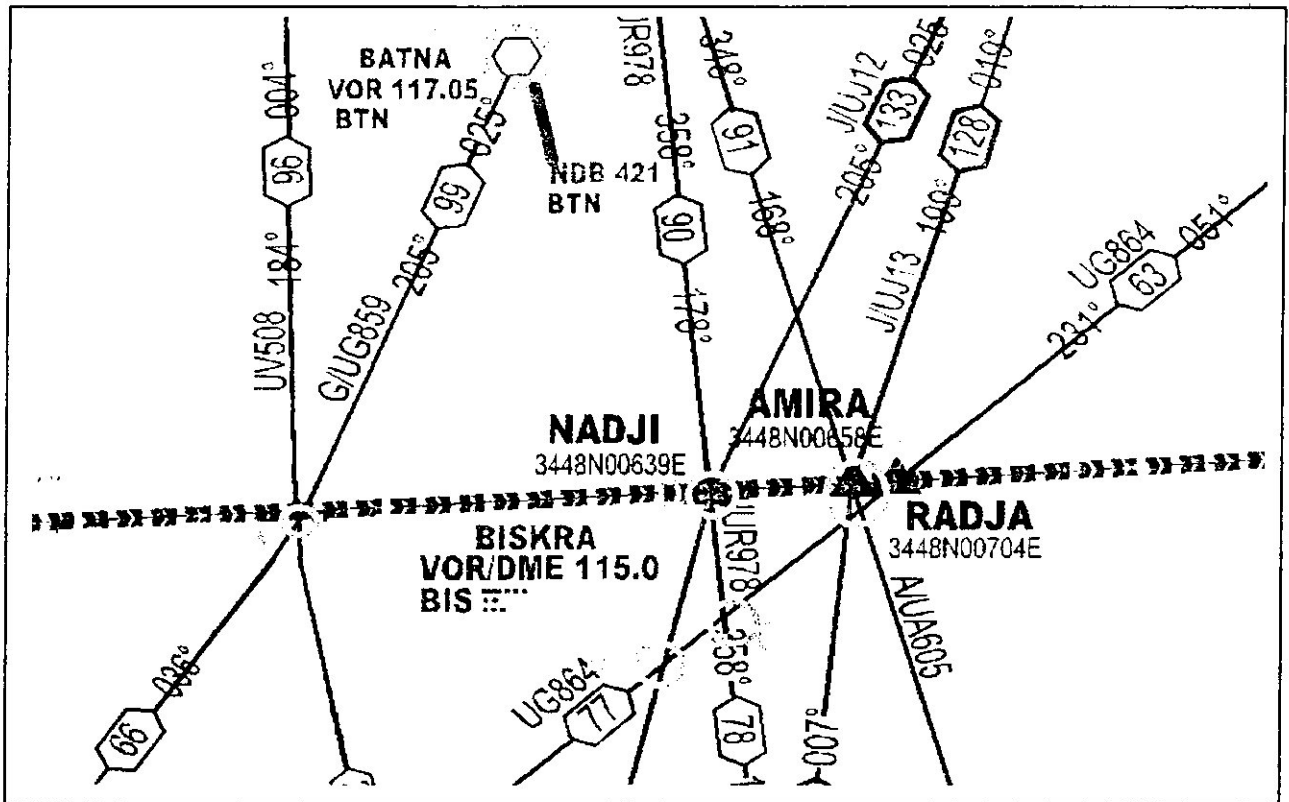 UV508
184°
96
004°
G/UG859
205°
99
025°
BATNA
VOR 117.05
BTN
NDB 421
BTN
UR978
358°
90
178°
348°
91
168°
J/UJ12
025°
133
205°
J/UJ13
019°
128
199°
UG864
051°
63
231°
NADJI
3448N00639E
AMIRA
3448N00658E
RADJA
3448N00704E
BISKRA
VOR/DME 115.0
BIS
UR978
358°
78
UG864
77
036°
66
007°
A/UA605